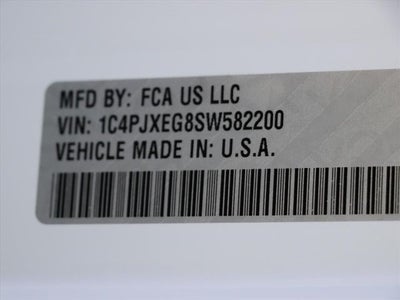 MFD BY: FCA US LLC
VIN: 1C4PJXEG8SW582200
VEHICLE MADE IN: U.S.A.